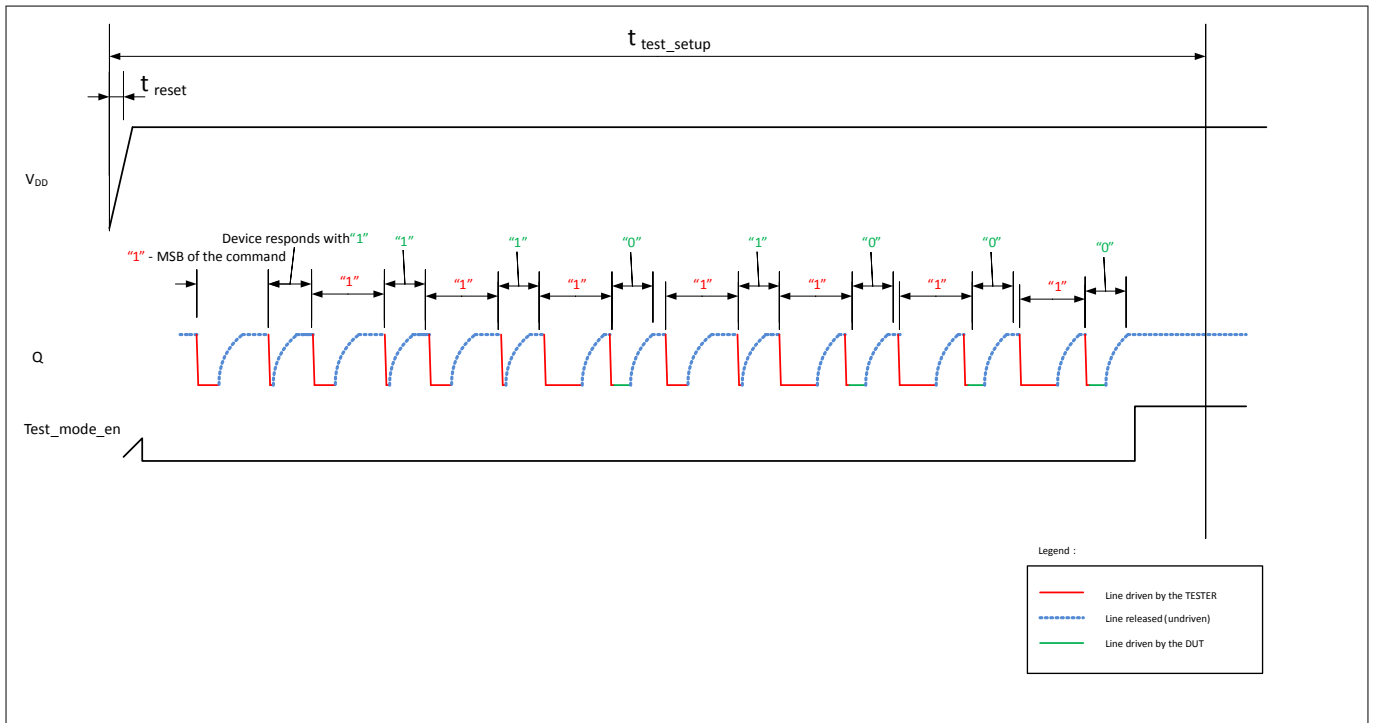 t test_setup
t reset
V_DD
Device responds with “1”
“1” - MSB of the command
“1” “1” “0” “1” “0” “0” “0”
“1” “1” “1” “1” “1” “1” “1”
Q
Test_mode_en
Legend :
Line driven by the TESTER
Line released (undriven)
Line driven by the DUT